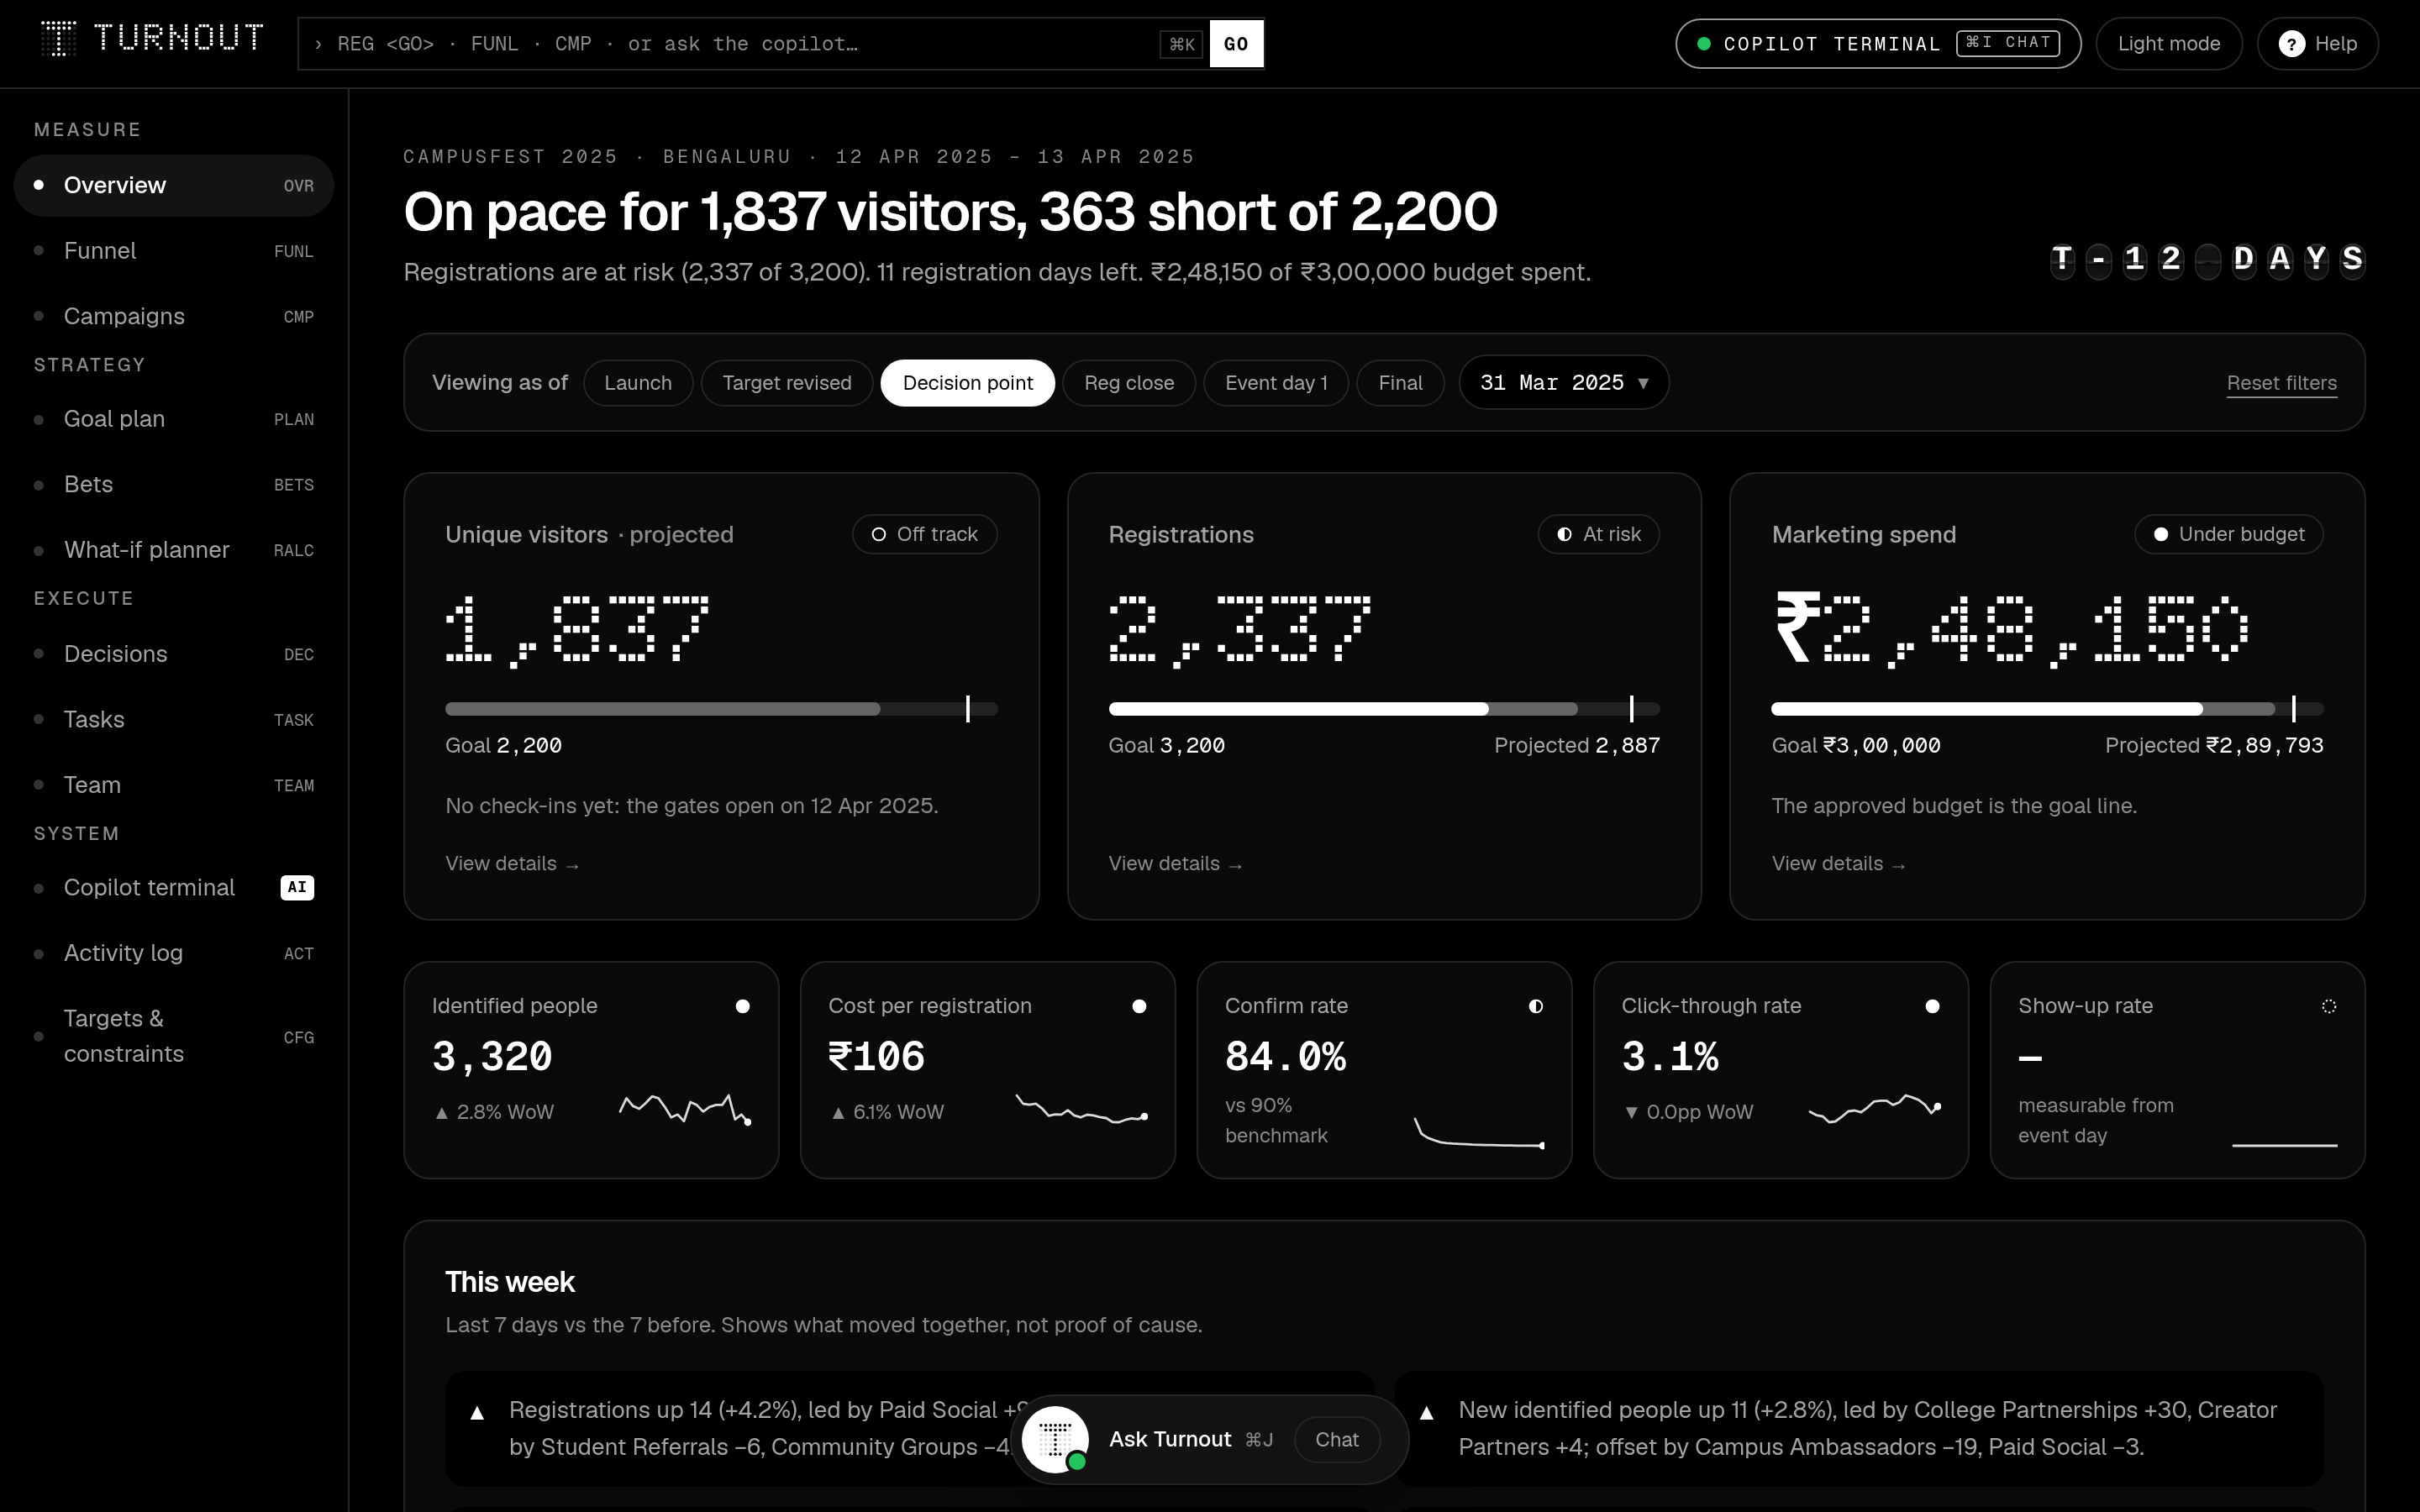 TURNOUT
› REG <GO> · FUNL · CMP · or ask the copilot…
⌘K
GO
COPILOT TERMINAL
⌘I CHAT
Light mode
? Help
MEASURE
Overview OVR
Funnel FUNL
Campaigns CMP
STRATEGY
Goal plan PLAN
Bets BETS
What-if planner RALC
EXECUTE
Decisions DEC
Tasks TASK
Team TEAM
SYSTEM
Copilot terminal AI
Activity log ACT
Targets &
constraints CFG
CAMPUSFEST 2025 · BENGALURU · 12 APR 2025 – 13 APR 2025
On pace for 1,837 visitors, 363 short of 2,200
Registrations are at risk (2,337 of 3,200). 11 registration days left. ₹2,48,150 of ₹3,00,000 budget spent.
T-12 DAYS
Viewing as of Launch Target revised Decision point Reg close Event day 1 Final 31 Mar 2025 ▾ Reset filters
Unique visitors · projected Off track
1,837
Goal 2,200
No check-ins yet: the gates open on 12 Apr 2025.
View details →
Registrations At risk
2,337
Goal 3,200 Projected 2,887
View details →
Marketing spend Under budget
₹2,48,150
Goal ₹3,00,000 Projected ₹2,89,793
The approved budget is the goal line.
View details →
Identified people
3,320
▲ 2.8% WoW
Cost per registration
₹106
▲ 6.1% WoW
Confirm rate
84.0%
vs 90%
benchmark
Click-through rate
3.1%
▼ 0.0pp WoW
Show-up rate
–
measurable from
event day
This week
Last 7 days vs the 7 before. Shows what moved together, not proof of cause.
▲ Registrations up 14 (+4.2%), led by Paid Social
by Student Referrals −6, Community Groups −4
▲ New identified people up 11 (+2.8%), led by College Partnerships +30, Creator
Partners +4; offset by Campus Ambassadors −19, Paid Social −3.
Ask Turnout ⌘J Chat